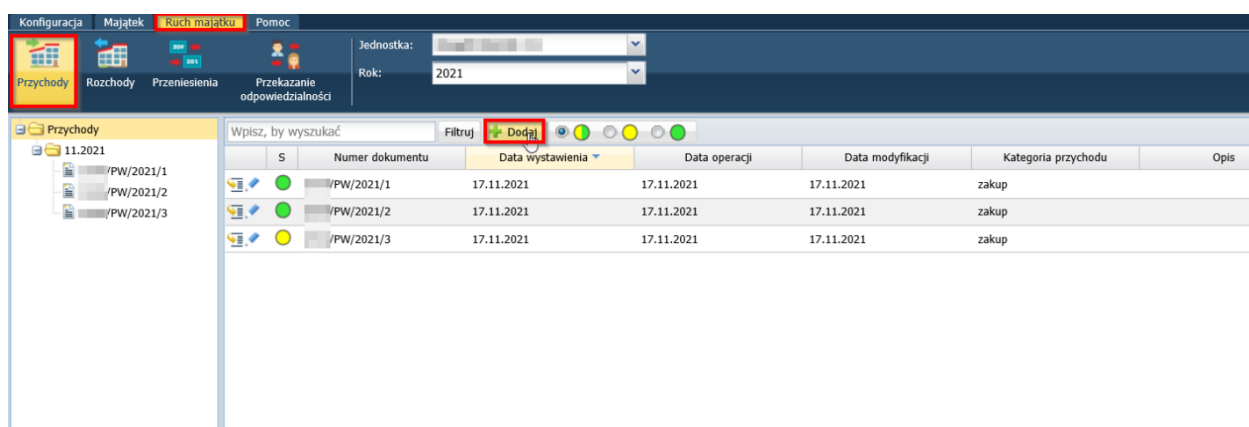 Konfiguracja Majątek Ruch majątku Pomoc
Przychody Rozchody Przeniesienia Przekazanie odpowiedzialności
Jednostka:
Rok: 2021
Przychody
11.2021
/PW/2021/1
/PW/2021/2
/PW/2021/3
Wpisz, by wyszukać Filtruj Dodaj
S Numer dokumentu Data wystawienia Data operacji Data modyfikacji Kategoria przychodu Opis
/PW/2021/1 17.11.2021 17.11.2021 17.11.2021 zakup
/PW/2021/2 17.11.2021 17.11.2021 17.11.2021 zakup
/PW/2021/3 17.11.2021 17.11.2021 17.11.2021 zakup